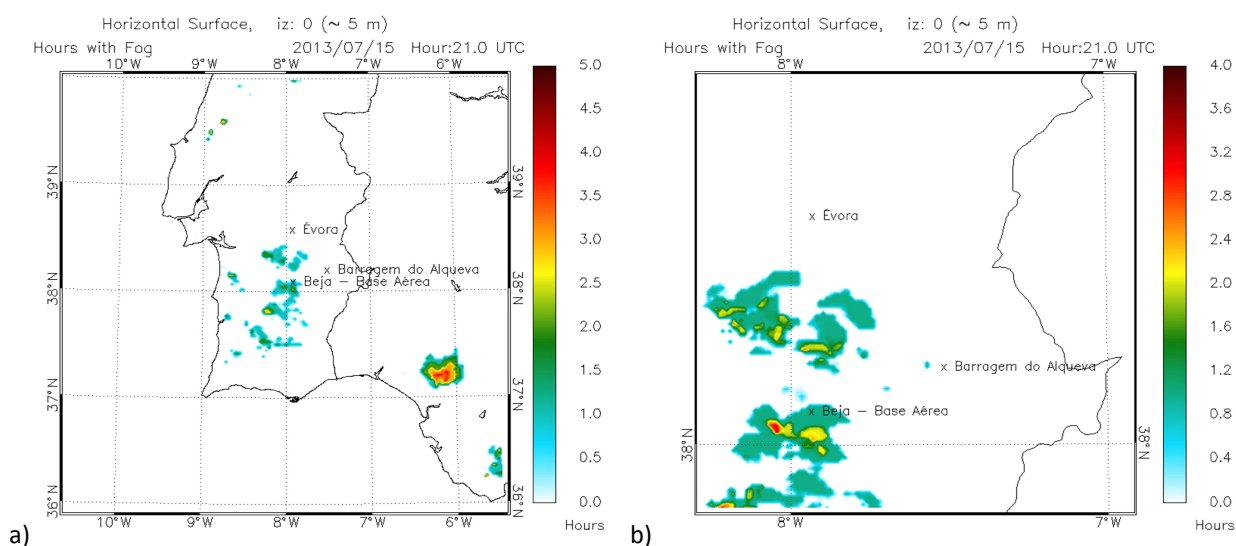 Horizontal Surface, iz: 0 (~ 5 m)
Hours with Fog 2013/07/15 Hour:21.0 UTC
10°W 9°W 8°W 7°W 6°W
39°N 39°N
38°N 38°N
37°N 37°N
36°N 36°N
x Évora
x Barragem do Alqueva
x Beja – Base Aêrea
10°W 9°W 8°W 7°W 6°W
5.0
4.5
4.0
3.5
3.0
2.5
2.0
1.5
1.0
0.5
0.0
Hours
a)
Horizontal Surface, iz: 0 (~ 5 m)
Hours with Fog 2013/07/15 Hour:21.0 UTC
8°W 7°W
x Évora
x Barragem do Alqueva
x Beja – Base Aêrea
38°N 38°N
8°W 7°W
4.0
3.6
3.2
2.8
2.4
2.0
1.6
1.2
0.8
0.4
0.0
Hours
b)